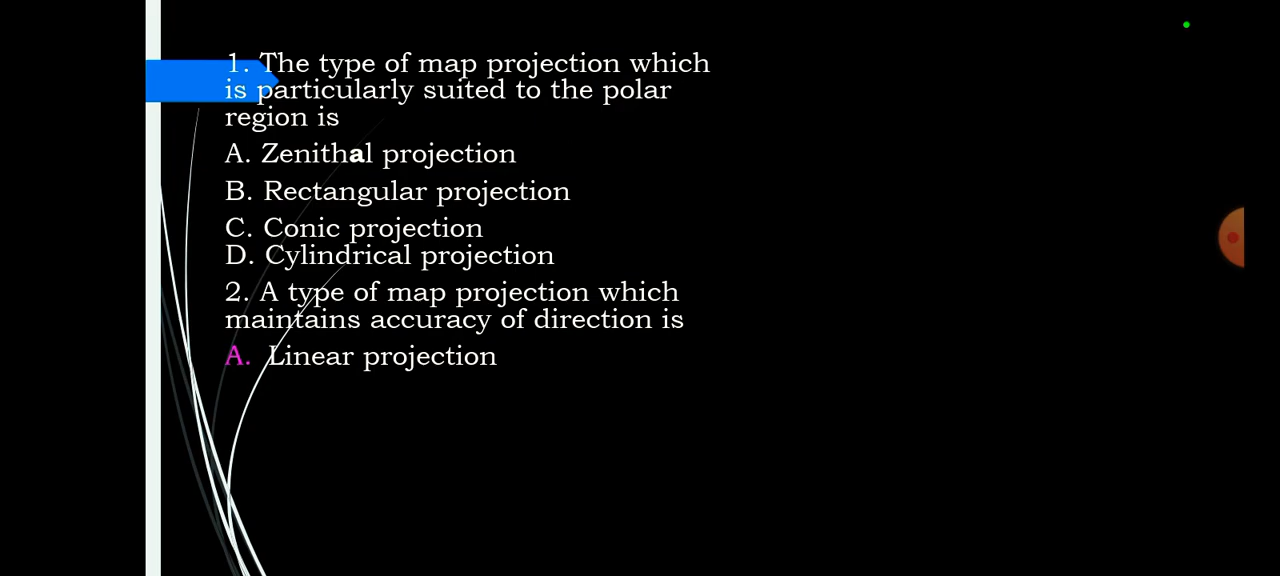 1. The type of map projection which
is particularly suited to the polar
region is
A. Zenithal projection
B. Rectangular projection
C. Conic projection
D. Cylindrical projection
2. A type of map projection which
maintains accuracy of direction is
A. Linear projection